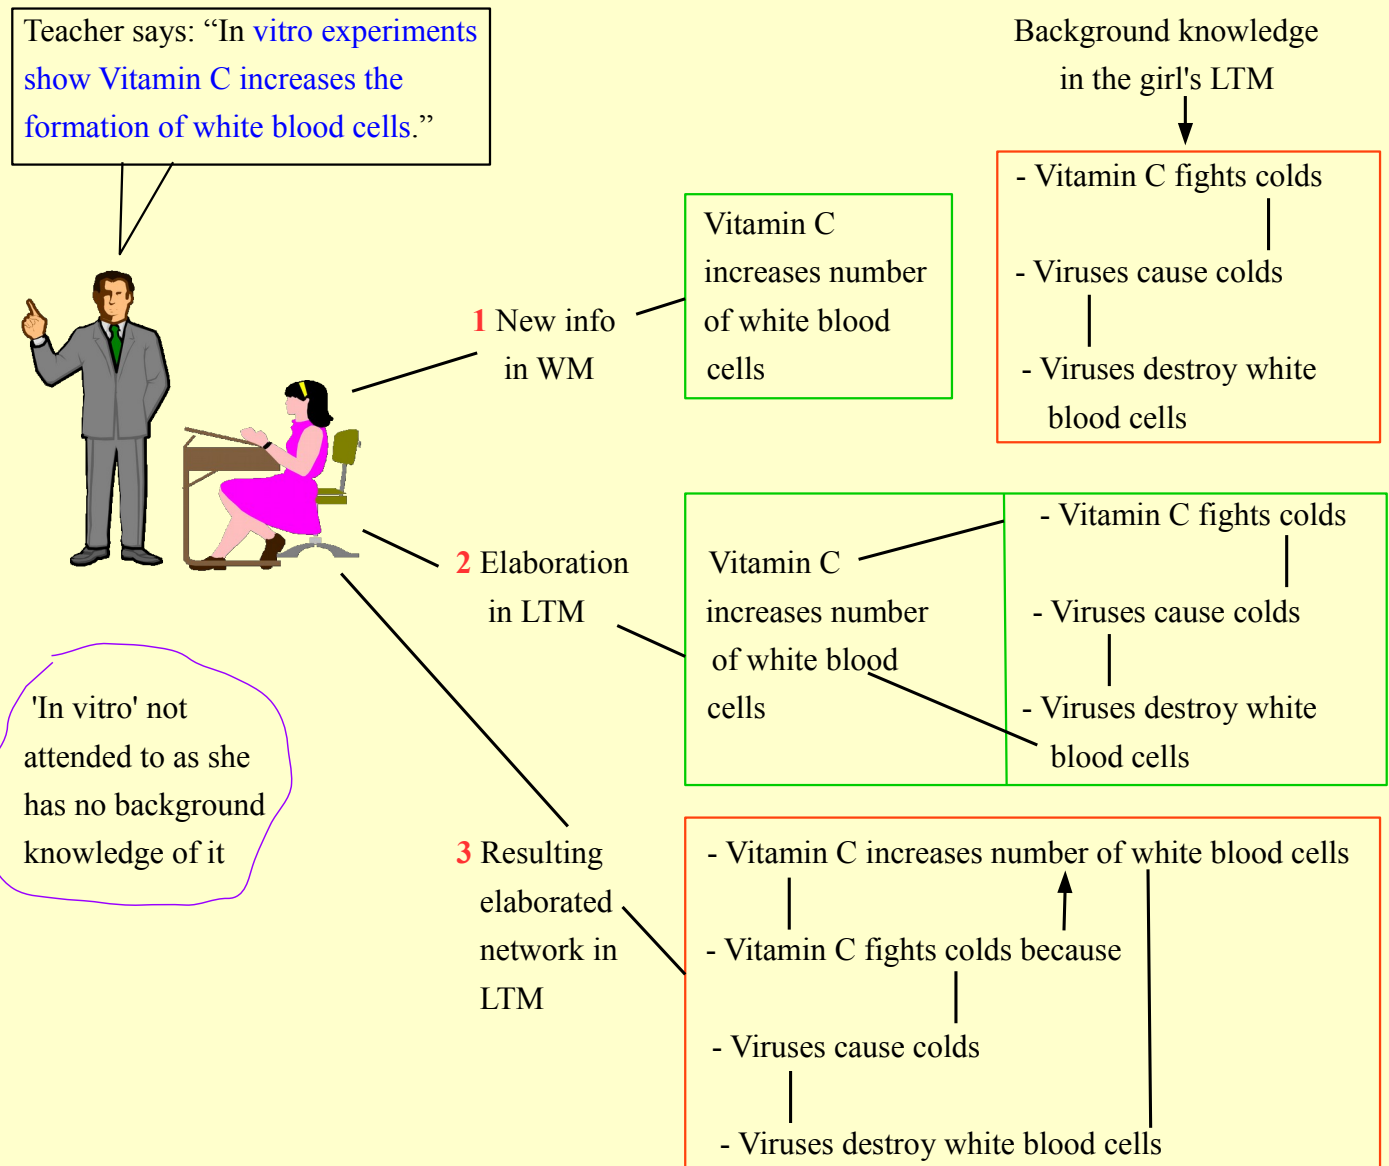 Teacher says: “In vitro experiments
show Vitamin C increases the
formation of white blood cells.”
Background knowledge
in the girl's LTM
- Vitamin C fights colds
- Viruses cause colds
- Viruses destroy white
blood cells
1 New info
in WM
Vitamin C
increases number
of white blood
cells
2 Elaboration
in LTM
Vitamin C
increases number
of white blood
cells
- Vitamin C fights colds
- Viruses cause colds
- Viruses destroy white
blood cells
'In vitro' not
attended to as she
has no background
knowledge of it
3 Resulting
elaborated
network in
LTM
- Vitamin C increases number of white blood cells
- Vitamin C fights colds because
- Viruses cause colds
- Viruses destroy white blood cells